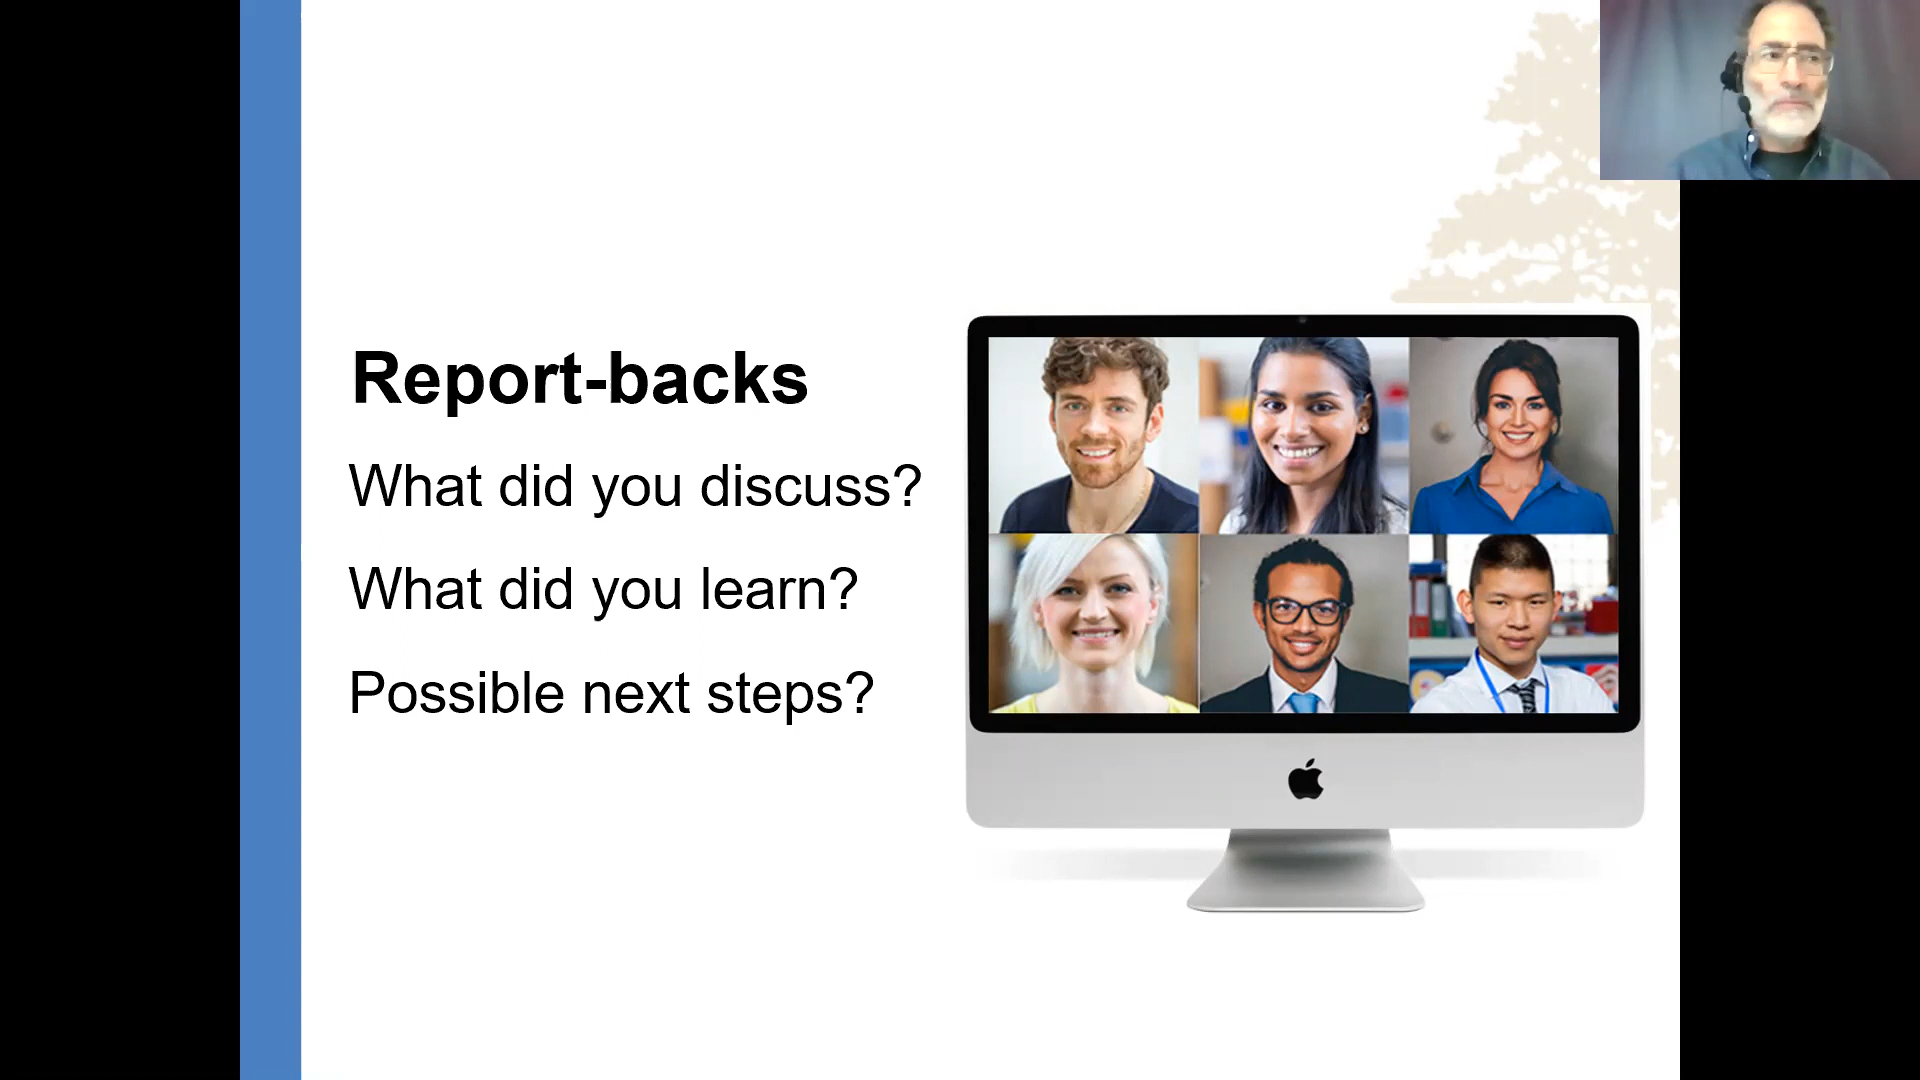 Report-backs
What did you discuss?
What did you learn?
Possible next steps?